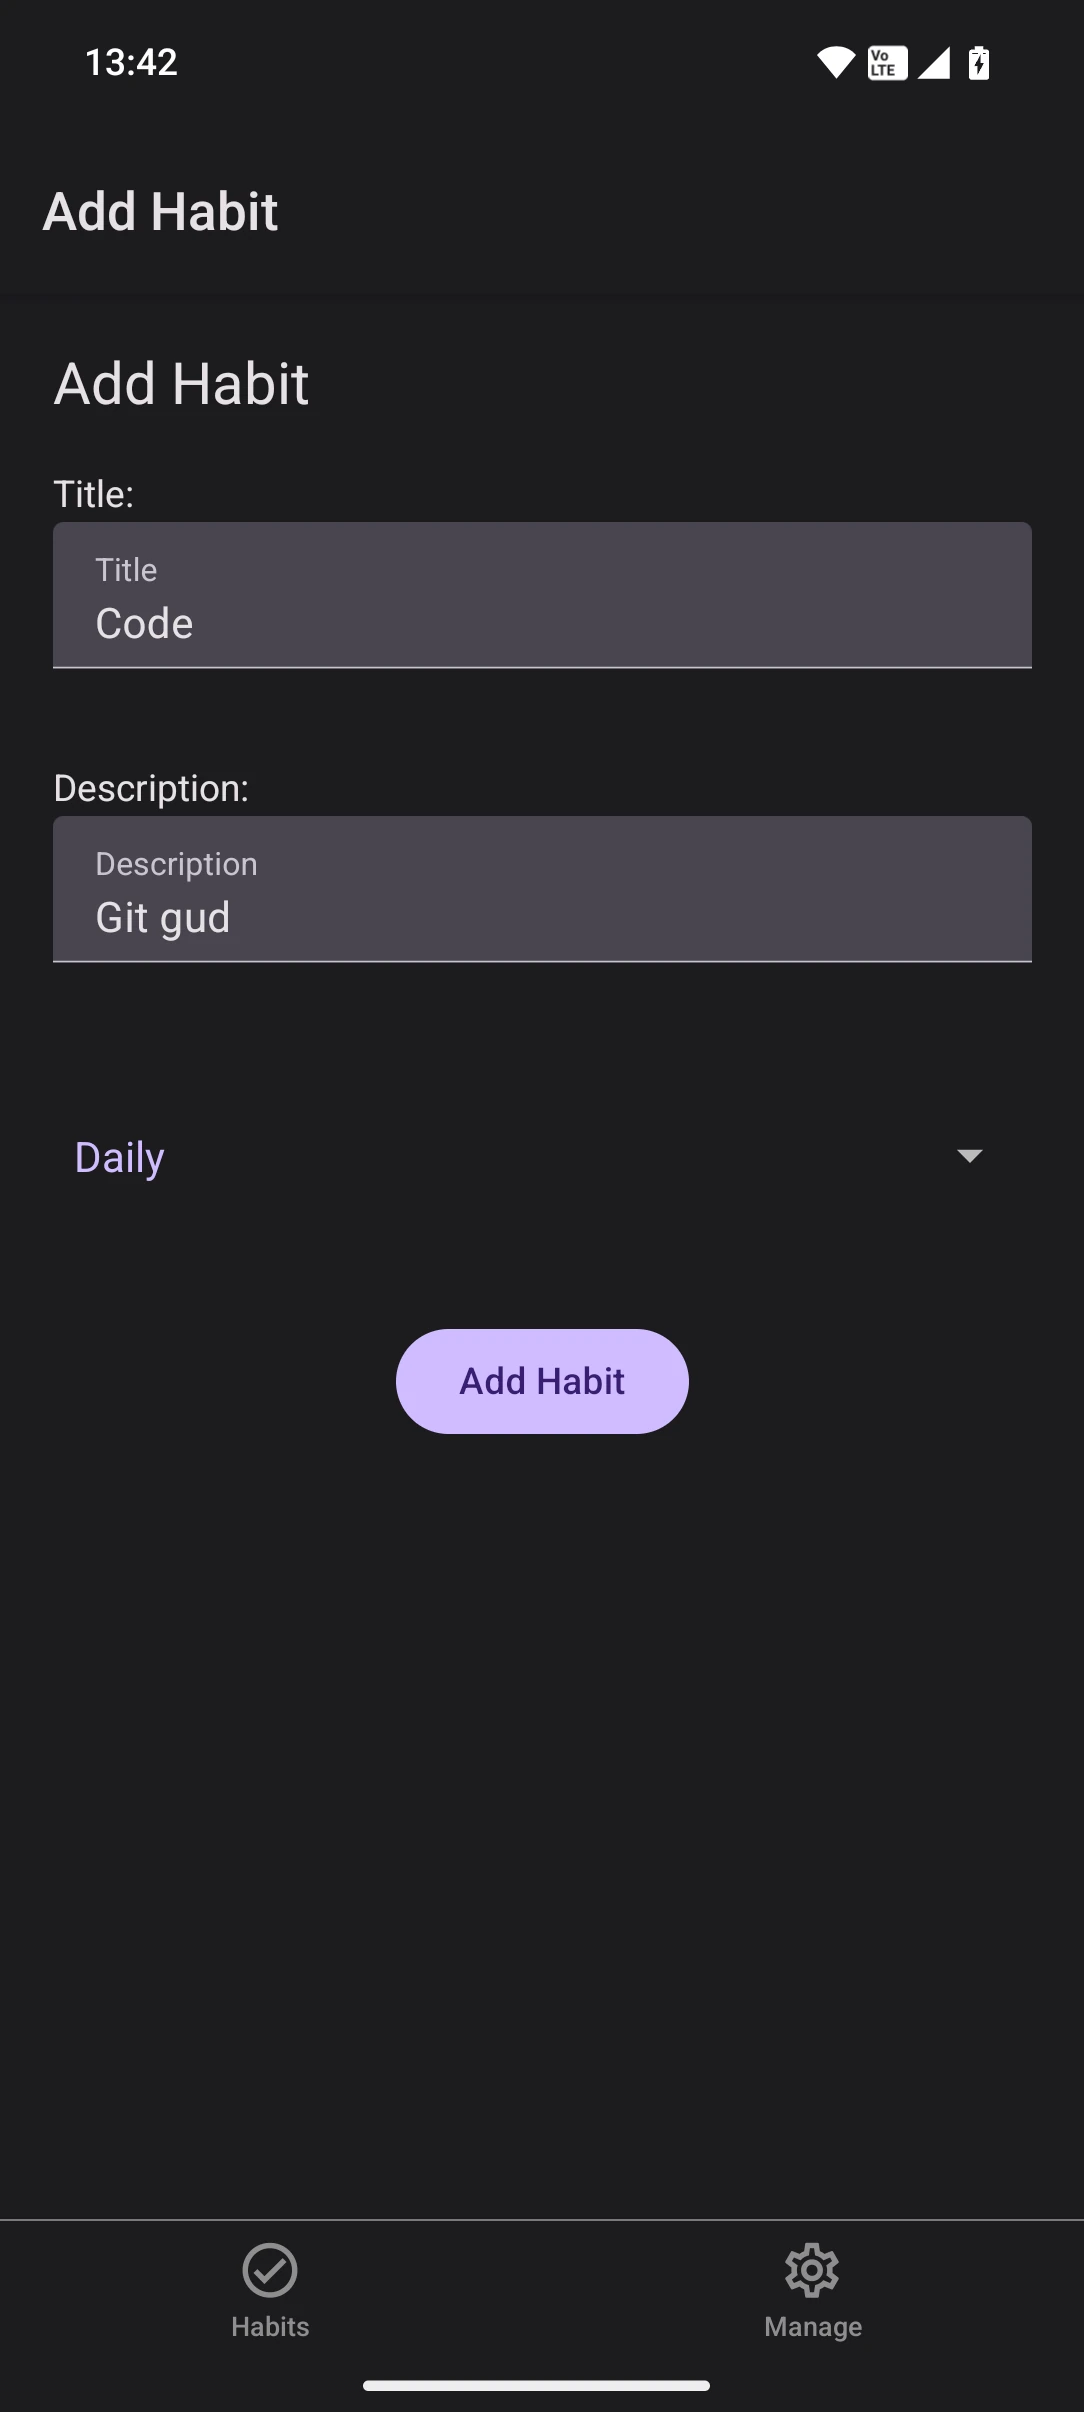 13:42
Vo
LTE
Add Habit
Add Habit
Title:
Title
Code
Description:
Description
Git gud
Daily
Add Habit
Habits
Manage